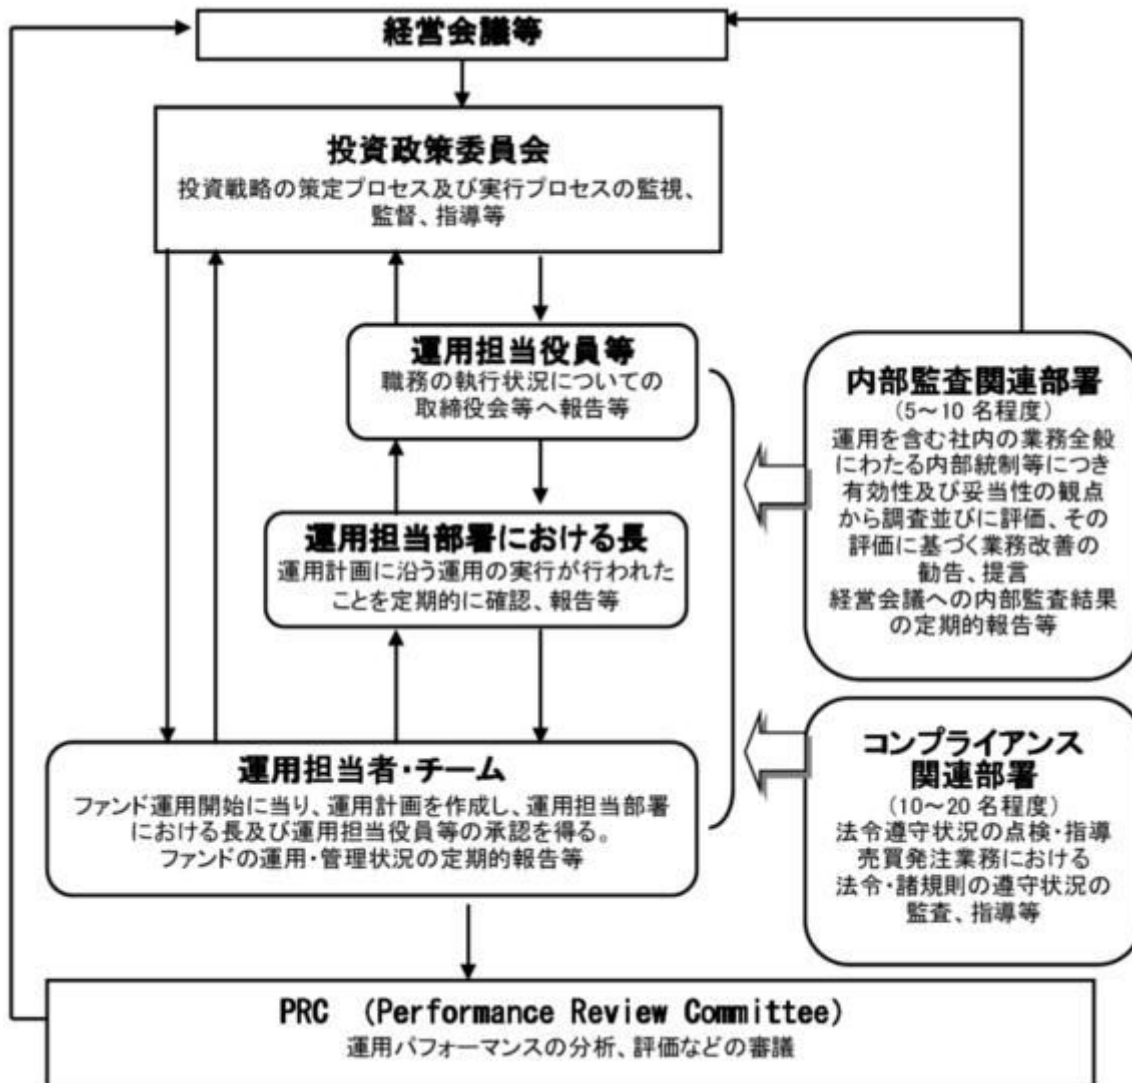 経営会議等
投資政策委員会
投資戦略の策定プロセス及び実行プロセスの監視、
監督、指導等
運用担当役員等
職務の執行状況についての
取締役会等へ報告等
運用担当部署における長
運用計画に沿う運用の実行が行われた
ことを定期的に確認、報告等
運用担当者・チーム
ファンド運用開始に当り、運用計画を作成し、運用担当部署
における長及び運用担当役員等の承認を得る。
ファンドの運用・管理状況の定期的報告等
内部監査関連部署
(5～10 名程度)
運用を含む社内の業務全般
にわたる内部統制等につき
有効性及び妥当性の観点
から調査並びに評価、その
評価に基づく業務改善の
勧告、提言
経営会議への内部監査結果
の定期的報告等
コンプライアンス
関連部署
(10～20 名程度)
法令遵守状況の点検・指導
売買発注業務における
法令・諸規則の遵守状況の
監査、指導等
PRC (Performance Review Committee)
運用パフォーマンスの分析、評価などの審議